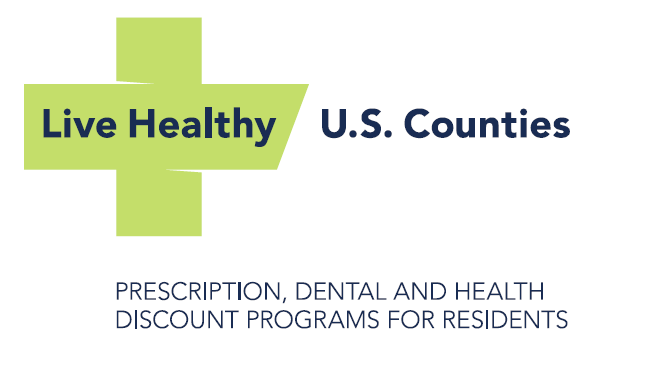 Live Healthy U.S. Counties
PRESCRIPTION, DENTAL AND HEALTH
DISCOUNT PROGRAMS FOR RESIDENTS